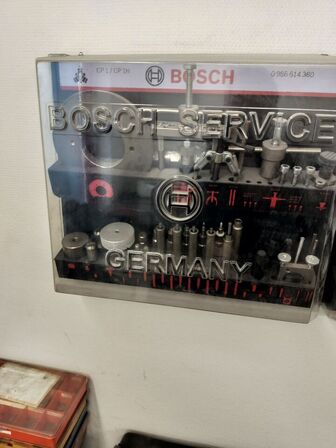 CP 1 / CP 1H BOSCH 0 986 614 360
BOSCH SERVICE
GERMANY